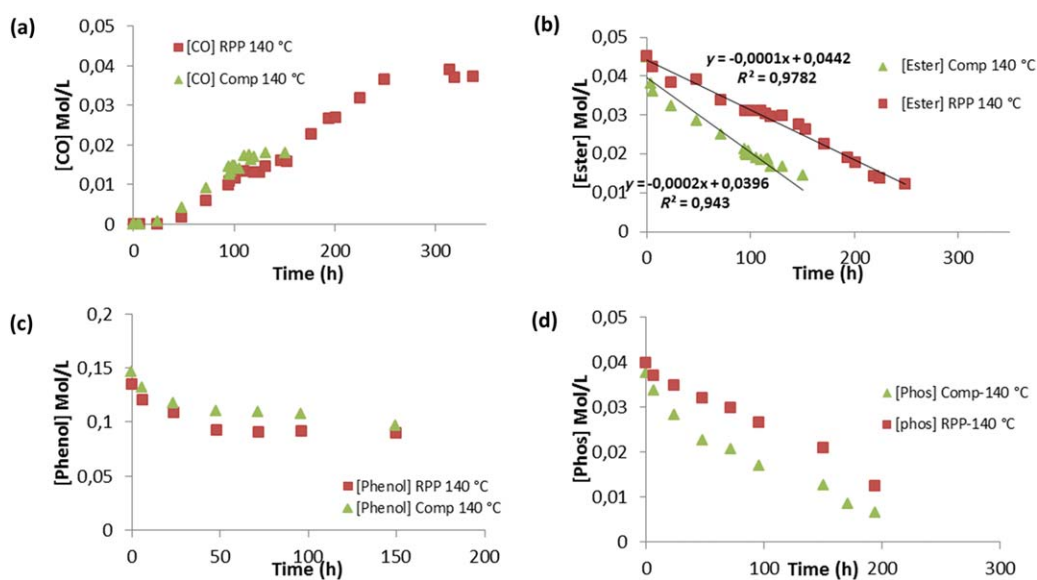 (a)
[CO] Mol/L
0,05
0,04
0,03
0,02
0,01
0
[CO] RPP 140 °C
[CO] Comp 140 °C
0
100
200
300
Time (h)
(b)
[Ester] Mol/L
0,05
0,04
0,03
0,02
0,01
0
y = -0,0001x + 0,0442
R² = 0,9782
[Ester] Comp 140 °C
[Ester] RPP 140 °C
y = -0,0002x + 0,0396
R² = 0,943
0
100
200
300
Time (h)
(c)
[Phenol] Mol/L
0,2
0,15
0,1
0,05
0
[Phenol] RPP 140 °C
[Phenol] Comp 140 °C
0
50
100
150
200
Time (h)
(d)
[Phos] Mol/L
0,05
0,04
0,03
0,02
0,01
0
[Phos] Comp-140 °C
[phos] RPP-140 °C
0
100
200
300
Time (h)